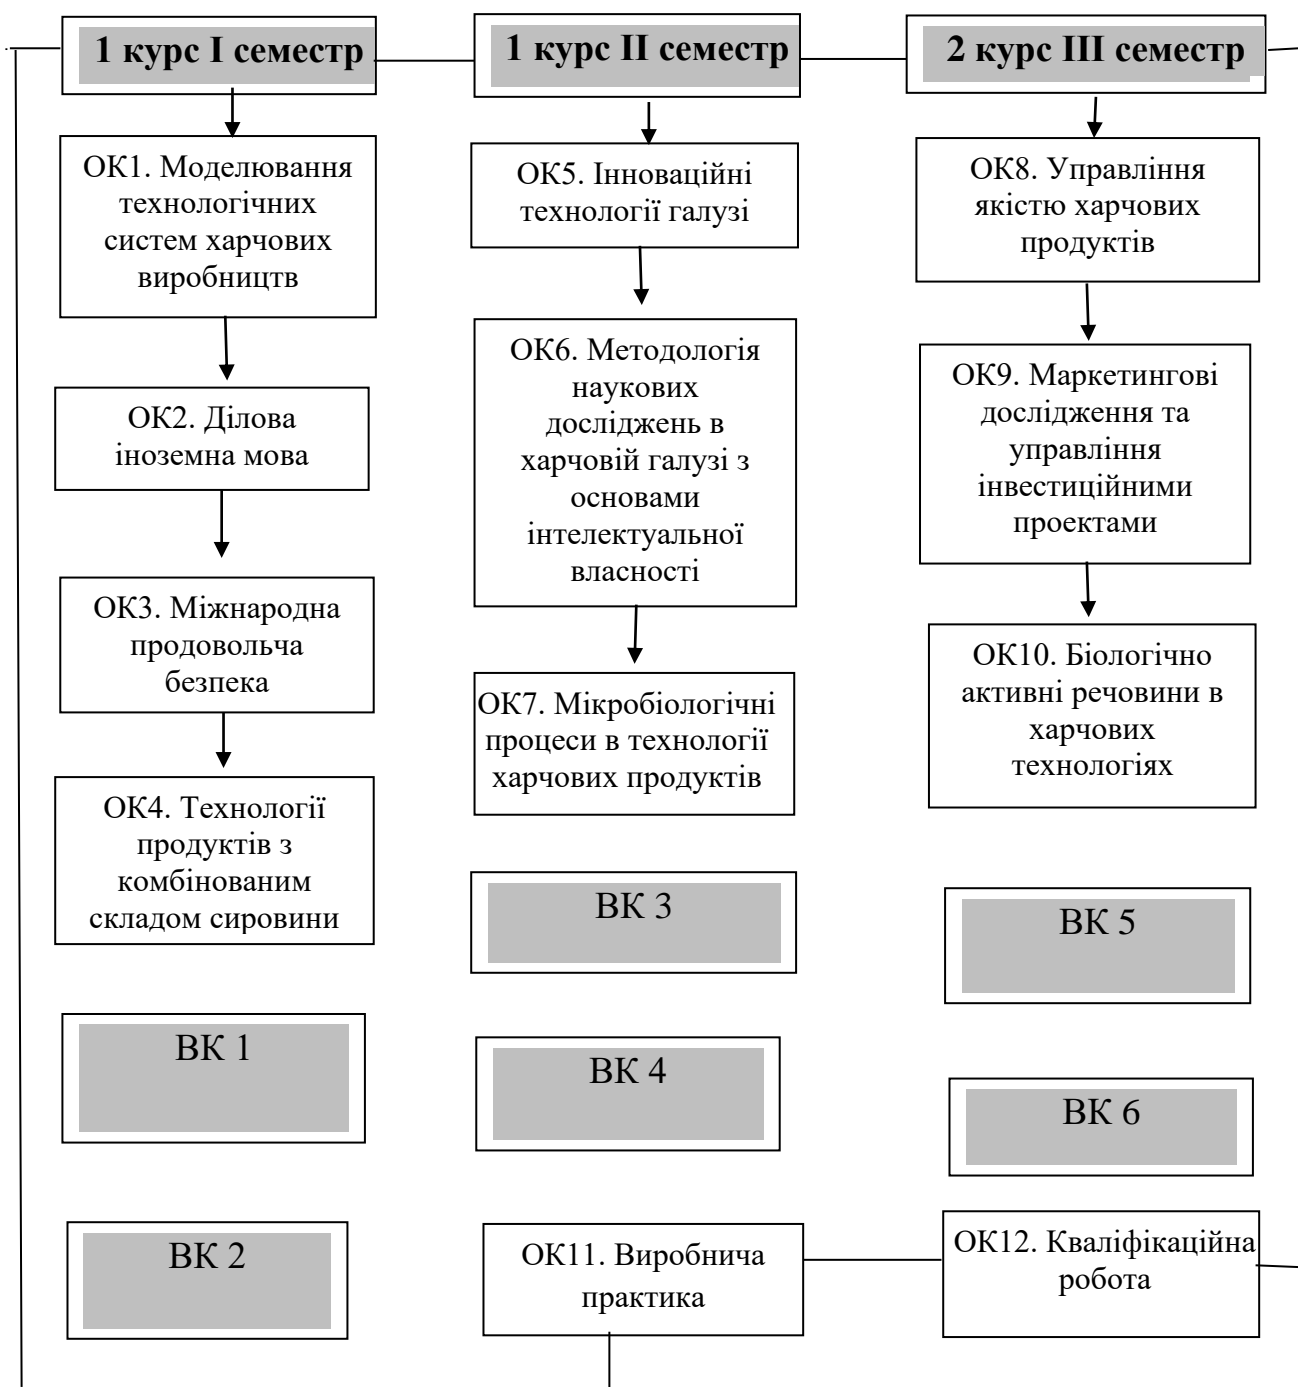 1 курс І семестр
ОК1. Моделювання
технологічних
систем харчових
виробництв
ОК2. Ділова
іноземна мова
ОК3. Міжнародна
продовольча
безпека
ОК4. Технології
продуктів з
комбінованим
складом сировини
ВК 1
ВК 2
1 курс ІІ семестр
ОК5. Інноваційні
технології галузі
ОК6. Методологія
наукових
досліджень в
харчовій галузі з
основами
інтелектуальної
власності
ОК7. Мікробіологічні
процеси в технології
харчових продуктів
ВК 3
ВК 4
ОК11. Виробнича
практика
2 курс ІІІ семестр
ОК8. Управління
якістю харчових
продуктів
ОК9. Маркетингові
дослідження та
управління
інвестиційними
проектами
ОК10. Біологічно
активні речовини в
харчових
технологіях
ВК 5
ВК 6
ОК12. Кваліфікаційна
робота